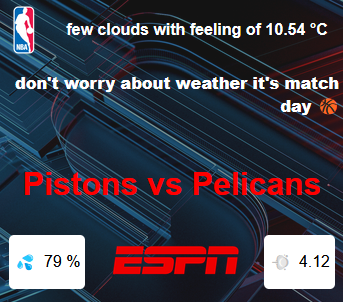 few clouds with feeling of 10.54 °C
NBA
don't worry about weather it's match
day 🏀
Pistons vs Pelicans
💦 79 %
ESPN
4.12